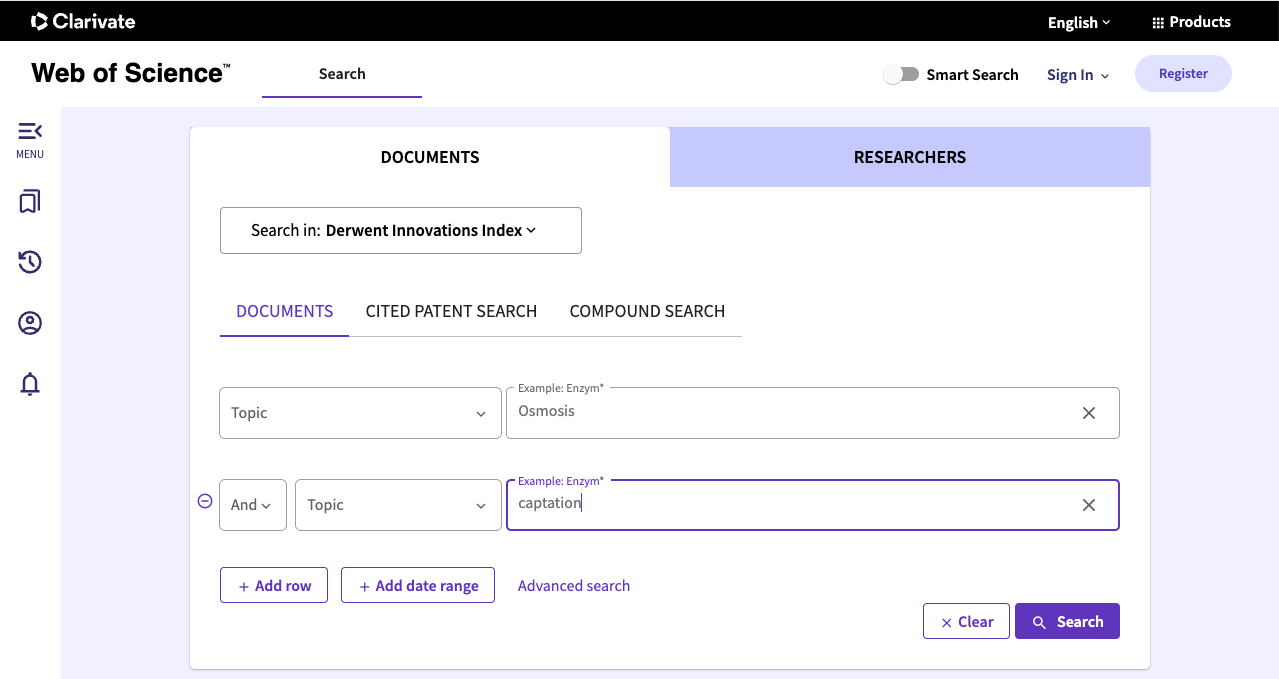 Clarivate
English
Products
Web of Science™
Search
Smart Search
Sign In
Register
MENU
DOCUMENTS
RESEARCHERS
Search in: Derwent Innovations Index
DOCUMENTS
CITED PATENT SEARCH
COMPOUND SEARCH
Topic
Example: Enzym*
Osmosis
And
Topic
Example: Enzym*
captation
+ Add row
+ Add date range
Advanced search
× Clear
Search